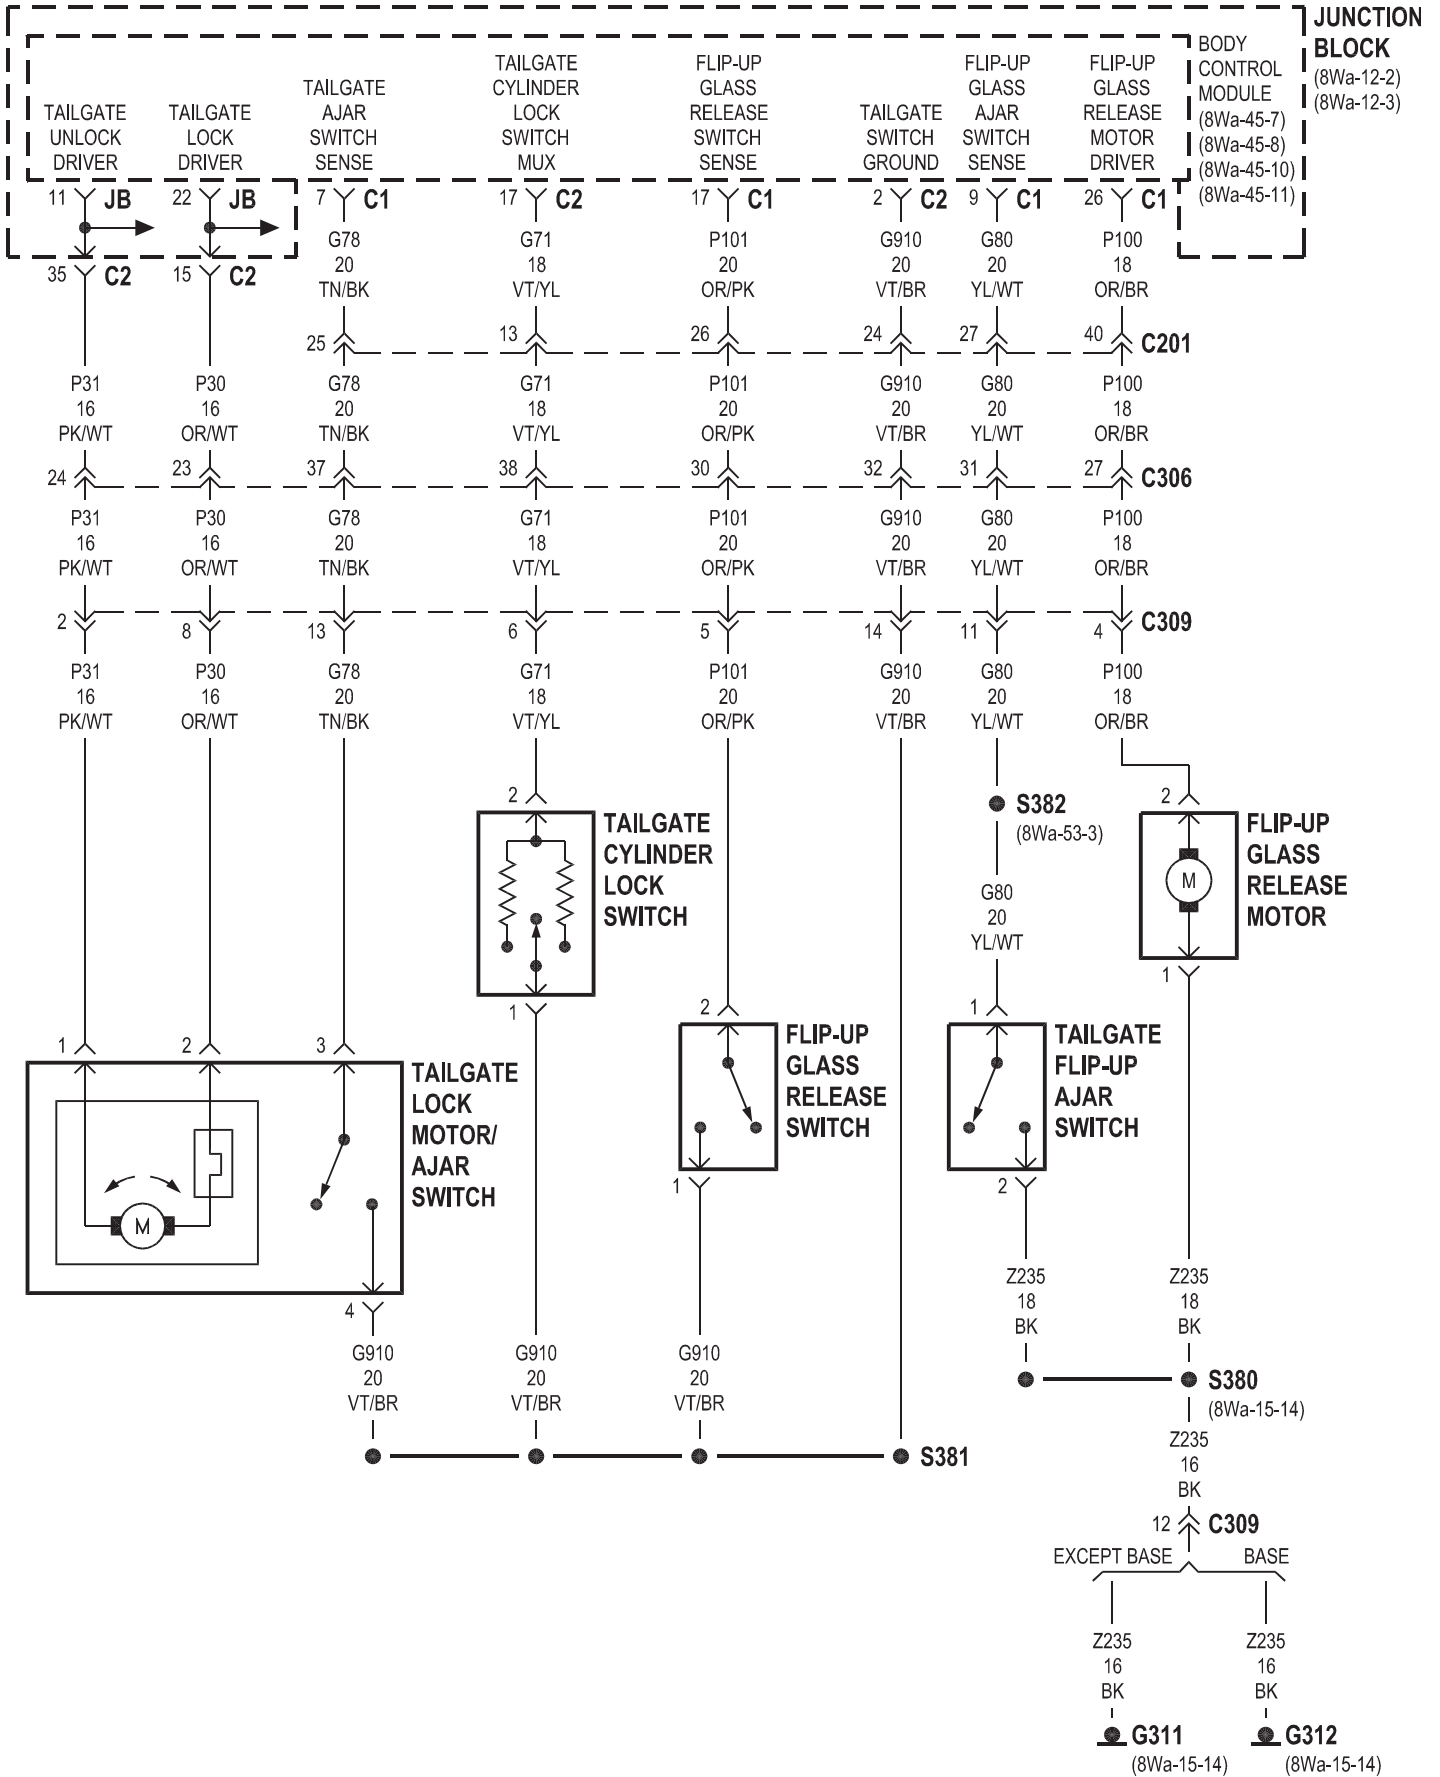 JUNCTION
BLOCK
(8Wa-12-2)
(8Wa-12-3)
BODY
CONTROL
MODULE
(8Wa-45-7)
(8Wa-45-8)
(8Wa-45-10)
(8Wa-45-11)
TAILGATE
UNLOCK
DRIVER
TAILGATE
LOCK
DRIVER
TAILGATE
AJAR
SWITCH
SENSE
TAILGATE
CYLINDER
LOCK
SWITCH
MUX
FLIP-UP
GLASS
RELEASE
SWITCH
SENSE
TAILGATE
SWITCH
GROUND
FLIP-UP
GLASS
AJAR
SWITCH
SENSE
FLIP-UP
GLASS
RELEASE
MOTOR
DRIVER
11 JB 22 JB 7 C1 17 C2 17 C1 2 C2 9 C1 26 C1
G78 G71 P101 G910 G80 P100
20 18 20 20 20 18
TN/BK VT/YL OR/PK VT/BR YL/WT OR/BR
35 C2 15 C2
25 13 26 24 27 40 C201
P31 P30 G78 G71 P101 G910 G80 P100
16 16 20 18 20 20 20 18
PK/WT OR/WT TN/BK VT/YL OR/PK VT/BR YL/WT OR/BR
24 23 37 38 30 32 31 27 C306
P31 P30 G78 G71 P101 G910 G80 P100
16 16 20 18 20 20 20 18
PK/WT OR/WT TN/BK VT/YL OR/PK VT/BR YL/WT OR/BR
2 8 13 6 5 14 11 4 C309
P31 P30 G78 G71 P101 G910 G80 P100
16 16 20 18 20 20 20 18
PK/WT OR/WT TN/BK VT/YL OR/PK VT/BR YL/WT OR/BR
2
TAILGATE
CYLINDER
LOCK
SWITCH
1
S382
(8Wa-53-3)
G80
20
YL/WT
2
M
FLIP-UP
GLASS
RELEASE
MOTOR
1
1 2 3
TAILGATE
LOCK
MOTOR/
AJAR
SWITCH
M
4
2
FLIP-UP
GLASS
RELEASE
SWITCH
1
1
TAILGATE
FLIP-UP
AJAR
SWITCH
2
Z235 Z235
18 18
BK BK
G910 G910 G910
20 20 20
VT/BR VT/BR VT/BR
S380
(8Wa-15-14)
S381
Z235
16
BK
12 C309
EXCEPT BASE BASE
Z235 Z235
16 16
BK BK
G311 G312
(8Wa-15-14) (8Wa-15-14)